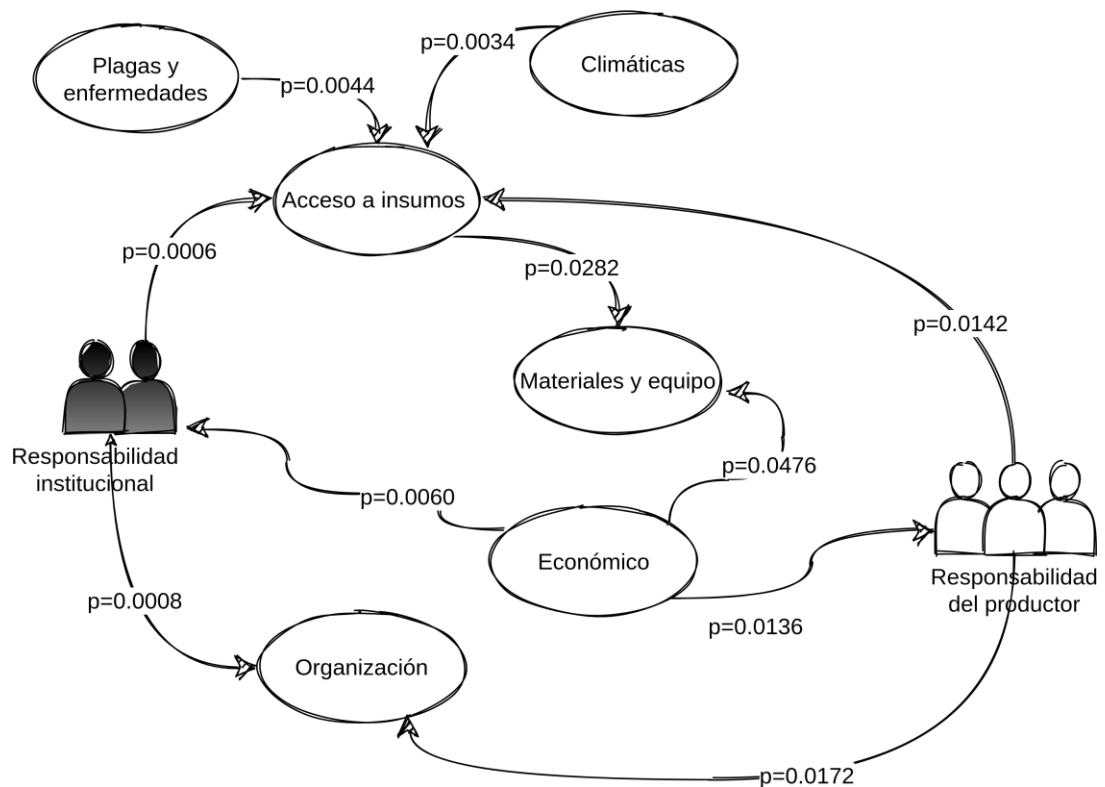 p=0.0034
Plagas y
enfermedades
Climáticas
p=0.0044
Acceso a insumos
p=0.0006
p=0.0282
p=0.0142
Materiales y equipo
Responsabilidad
institucional
p=0.0476
p=0.0060
Económico
Responsabilidad
del productor
p=0.0008
p=0.0136
Organización
p=0.0172